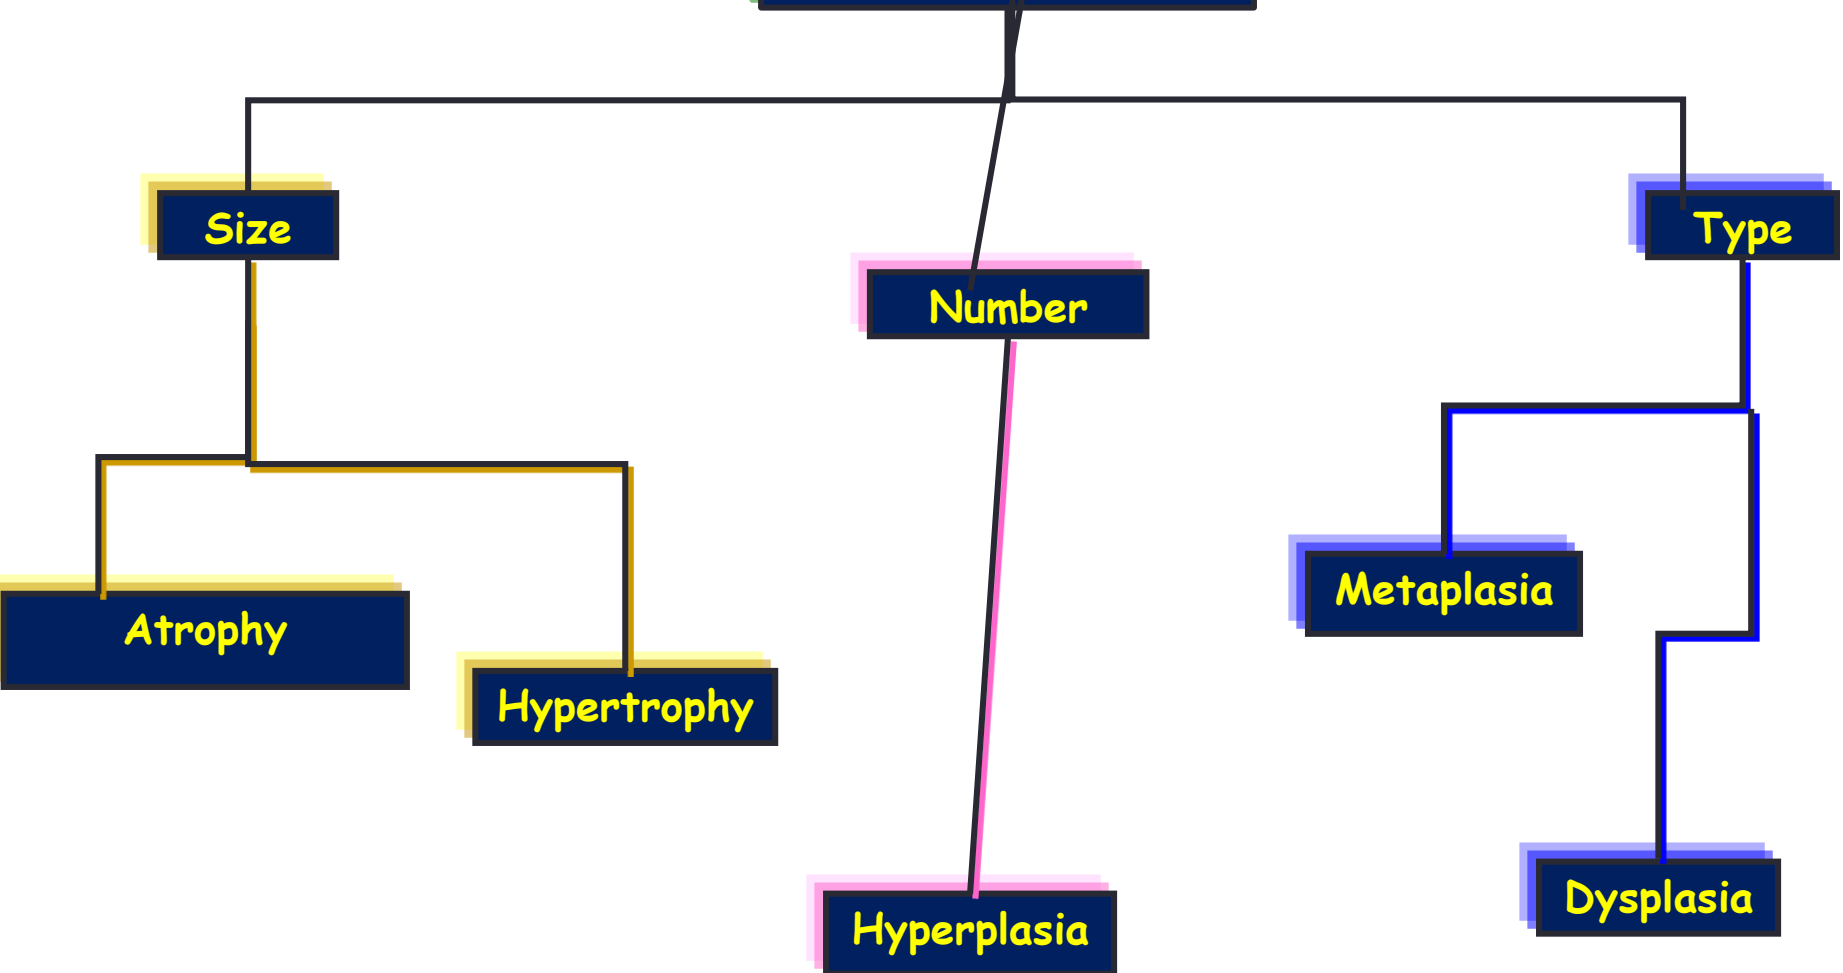 Size
Type
Number
Metaplasia
Atrophy
Hypertrophy
Dysplasia
Hyperplasia